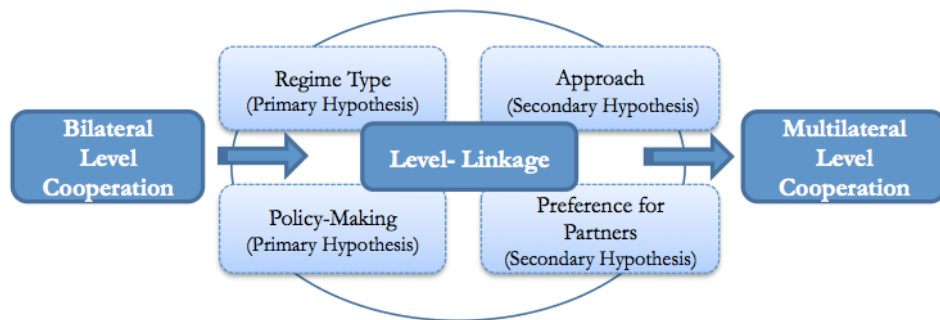 Regime Type
(Primary Hypothesis)
Approach
(Secondary Hypothesis)
Bilateral
Level
Cooperation
Level- Linkage
Multilateral
Level
Cooperation
Policy-Making
(Primary Hypothesis)
Preference for
Partners
(Secondary Hypothesis)